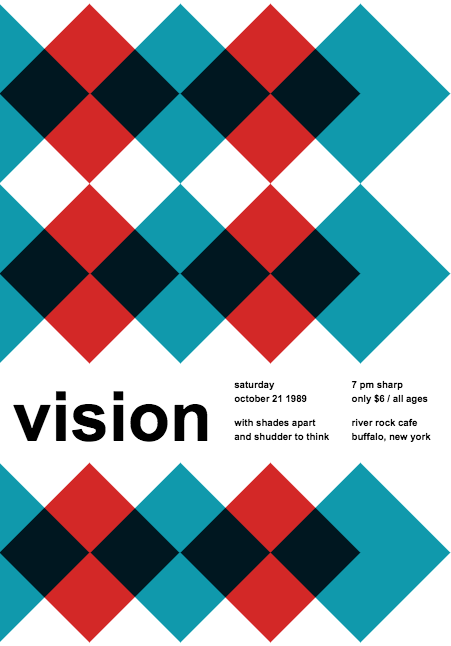 vision
saturday
october 21 1989
with shades apart
and shudder to think
7 pm sharp
only $6 / all ages
river rock cafe
buffalo, new york